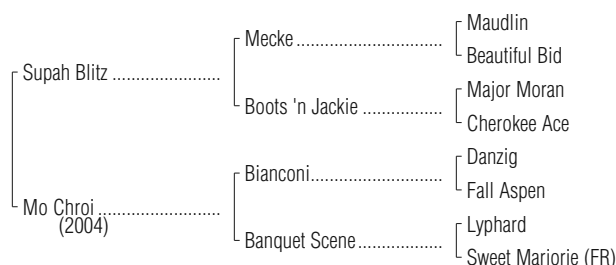 Maudlin
Mecke
Beautiful Bid
Supah Blitz
Major Moran
Boots 'n Jackie
Cherokee Ace
Danzig
Bianconi
Fall Aspen
Mo Chroi
(2004)
Lyphard
Banquet Scene
Sweet Marjorie (FR)